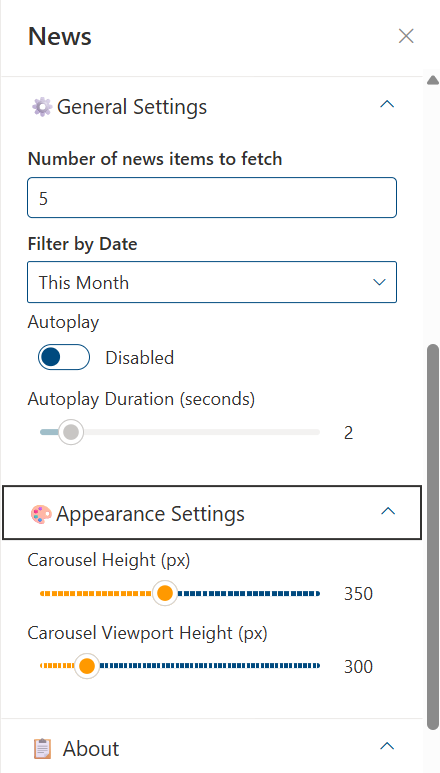 News
General Settings
Number of news items to fetch
5
Filter by Date
This Month
Autoplay
Disabled
Autoplay Duration (seconds)
2
Appearance Settings
Carousel Height (px)
350
Carousel Viewport Height (px)
300
About